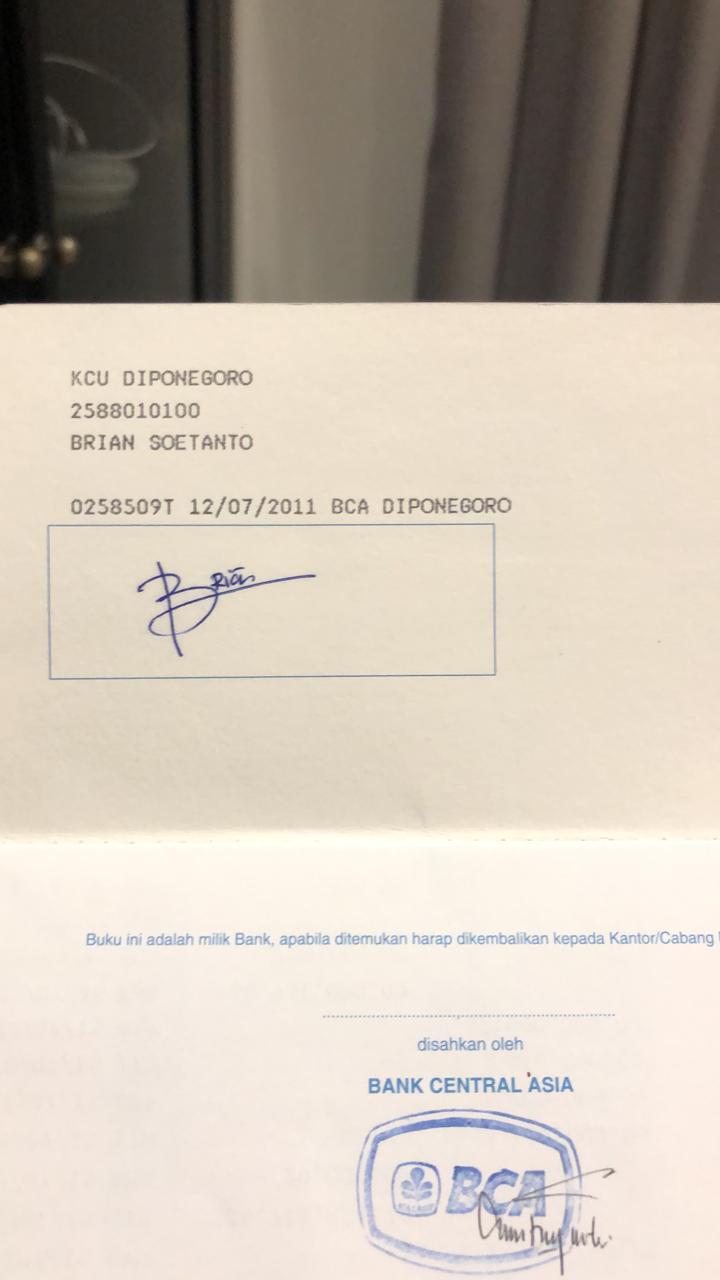 KCU DIPONEGORO
2588010100
BRIAN SOETANTO
0258509T 12/07/2011 BCA DIPONEGORO
Brian
Buku ini adalah milik Bank, apabila ditemukan harap dikembalikan kepada Kantor/Cabang
disahkan oleh
BANK CENTRAL ASIA
BCA